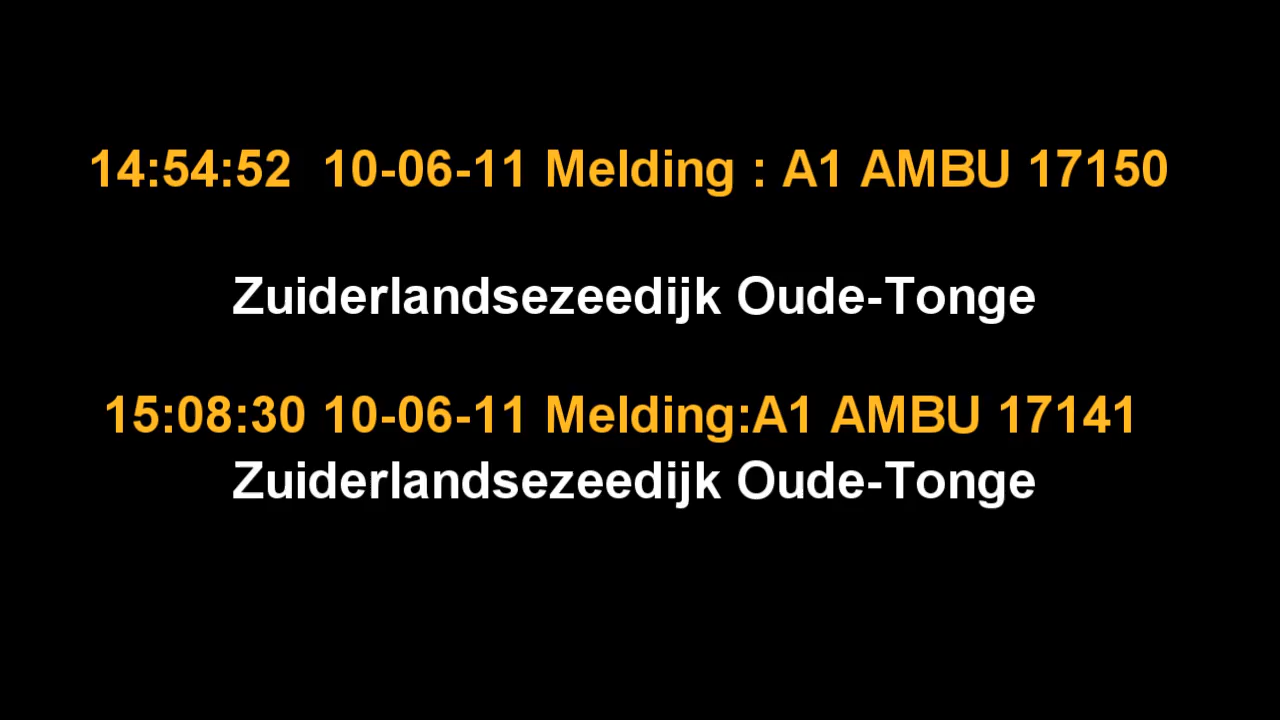 14:54:52  10-06-11 Melding : A1 AMBU 17150
Zuiderlandsezeedijk Oude-Tonge
15:08:30 10-06-11 Melding:A1 AMBU 17141
Zuiderlandsezeedijk Oude-Tonge